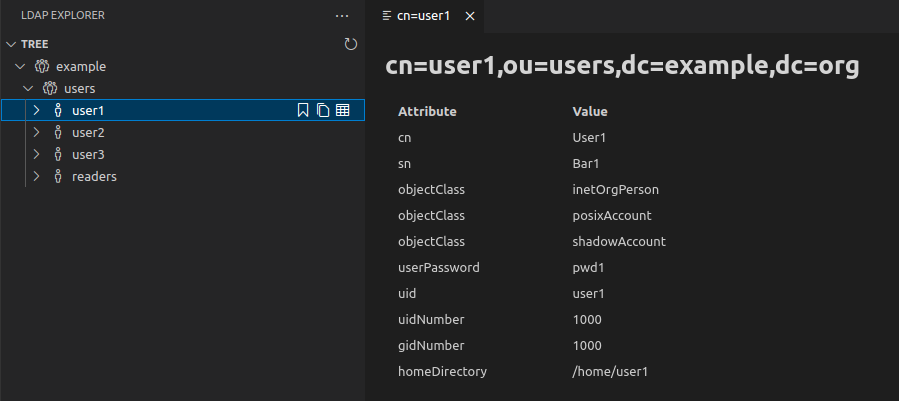 LDAP EXPLORER
TREE
example
users
user1
user2
user3
readers
cn=user1
cn=user1,ou=users,dc=example,dc=org
Attribute Value
cn User1
sn Bar1
objectClass inetOrgPerson
objectClass posixAccount
objectClass shadowAccount
userPassword pwd1
uid user1
uidNumber 1000
gidNumber 1000
homeDirectory /home/user1